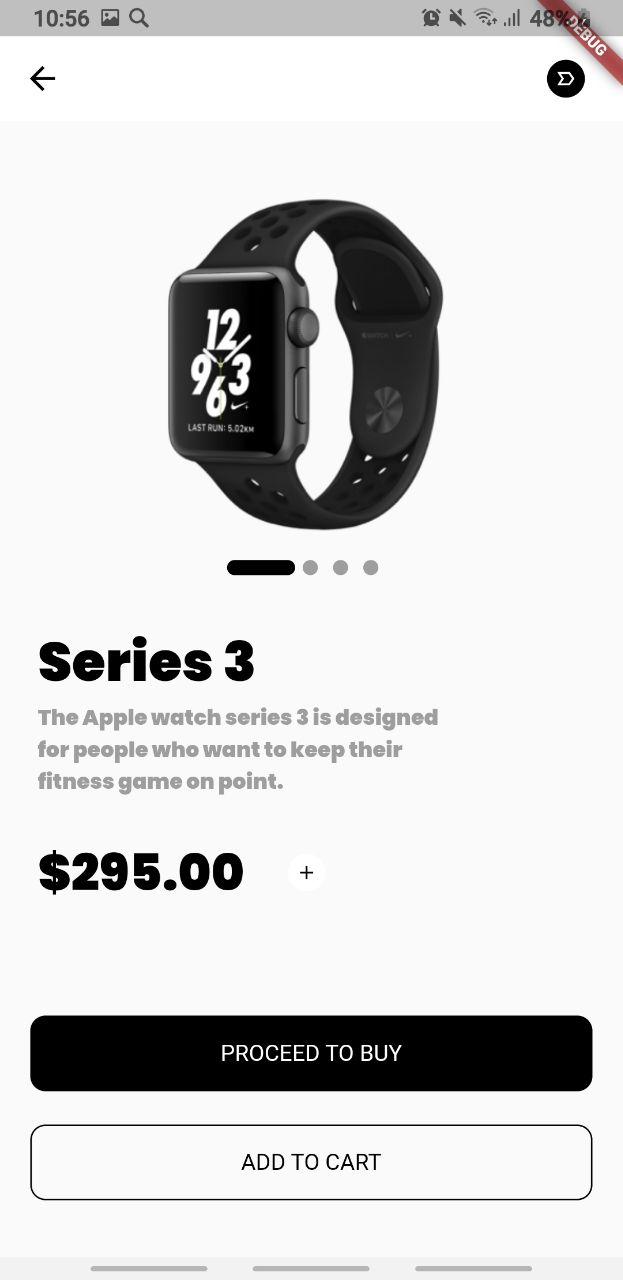 10:56
48%
DEBUG
12
9 3
6
LAST RUN: 5.02KM
Series 3
The Apple watch series 3 is designed
for people who want to keep their
fitness game on point.
$295.00
+
PROCEED TO BUY
ADD TO CART